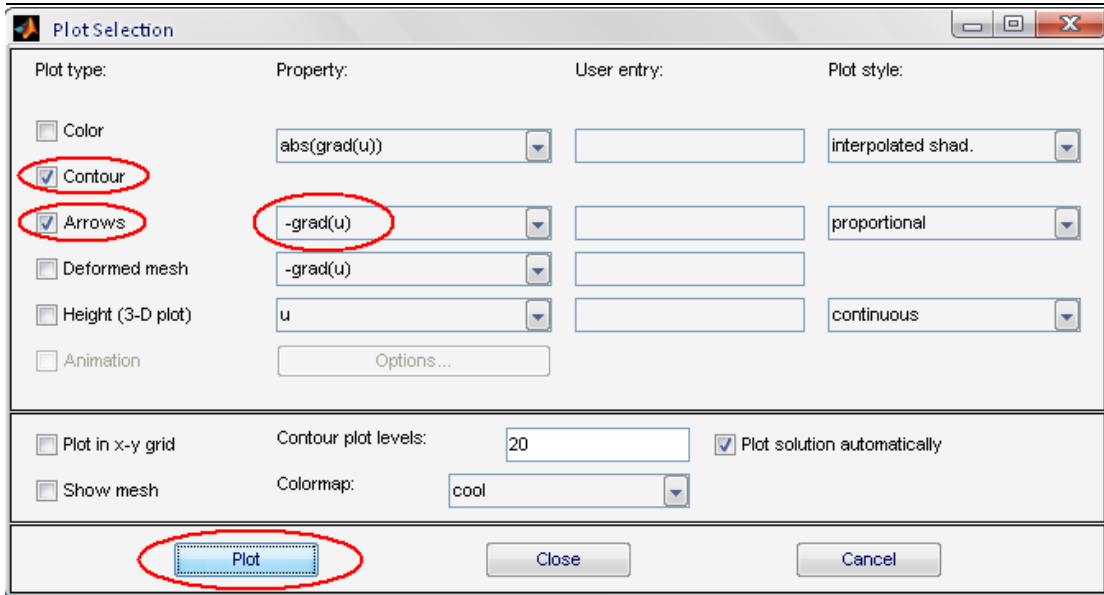 Plot Selection
Plot type: Property: User entry: Plot style:
Color
abs(grad(u)) interpolated shad.
Contour
Arrows -grad(u) proportional
Deformed mesh -grad(u)
Height (3-D plot) u continuous
Animation Options...
Plot in x-y grid Contour plot levels: 20 Plot solution automatically
Show mesh Colormap: cool
Plot Close Cancel